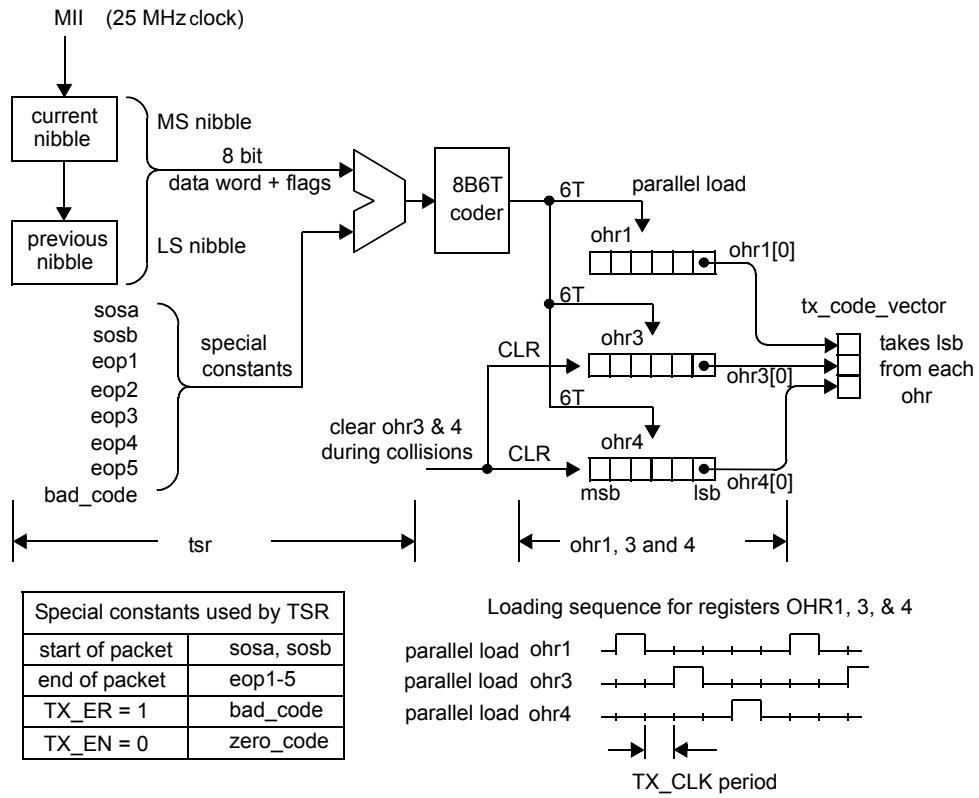 MII (25 MHz clock)
current
nibble
MS nibble
8 bit
data word + flags
previous
nibble
LS nibble
8B6T
coder
6T
parallel load
ohr1
ohr1[0]
6T
ohr3
CLR
ohr3[0]
6T
ohr4
CLR
ohr4[0]
msb
lsb
tx_code_vector
takes lsb
from each
ohr
sosa
sosb
eop1
eop2
eop3
eop4
eop5
bad_code
special
constants
clear ohr3 & 4
during collisions
tsr
ohr1, 3 and 4
Special constants used by TSR
start of packet sosa, sosb
end of packet eop1-5
TX_ER = 1 bad_code
TX_EN = 0 zero_code
Loading sequence for registers OHR1, 3, & 4
parallel load ohr1
parallel load ohr3
parallel load ohr4
TX_CLK period